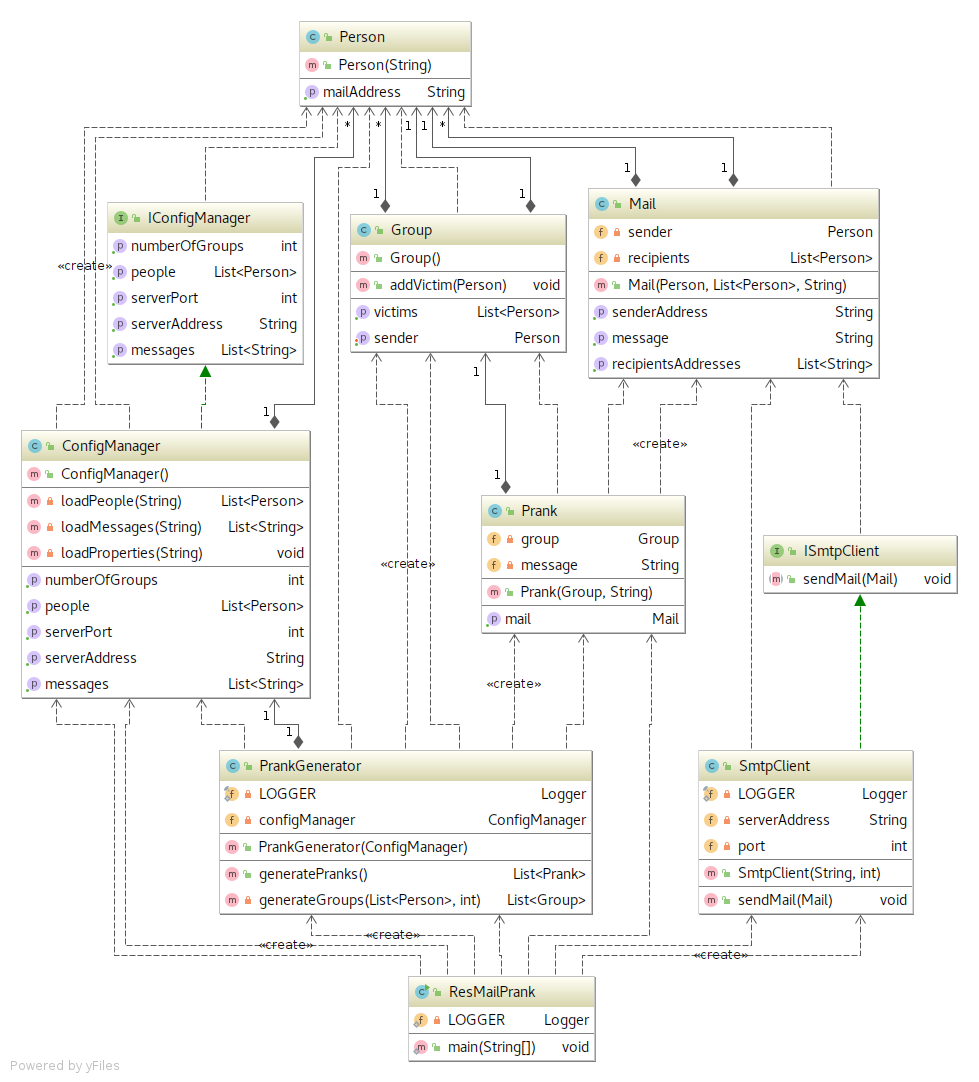 Person
Person(String)
mailAddress String
* * 1 1 *
1 1 1 1
IConfigManager
numberOfGroups int
people List<Person>
serverPort int
serverAddress String
messages List<String>
«create»
Group
Group()
addVictim(Person) void
victims List<Person>
sender Person
Mail
sender Person
recipients List<Person>
Mail(Person, List<Person>, String)
senderAddress String
message String
recipientsAddresses List<String>
1
1
«create»
1
ConfigManager
ConfigManager()
loadPeople(String) List<Person>
loadMessages(String) List<String>
loadProperties(String) void
numberOfGroups int
people List<Person>
serverPort int
serverAddress String
messages List<String>
«create»
Prank
group Group
message String
Prank(Group, String)
mail Mail
ISmtpClient
sendMail(Mail) void
«create»
1
1
PrankGenerator
LOGGER Logger
configManager ConfigManager
PrankGenerator(ConfigManager)
generatePranks() List<Prank>
generateGroups(List<Person>, int) List<Group>
SmtpClient
LOGGER Logger
serverAddress String
port int
SmtpClient(String, int)
sendMail(Mail) void
«create»
«create»
«create»
ResMailPrank
LOGGER Logger
main(String[]) void
Powered by yFiles